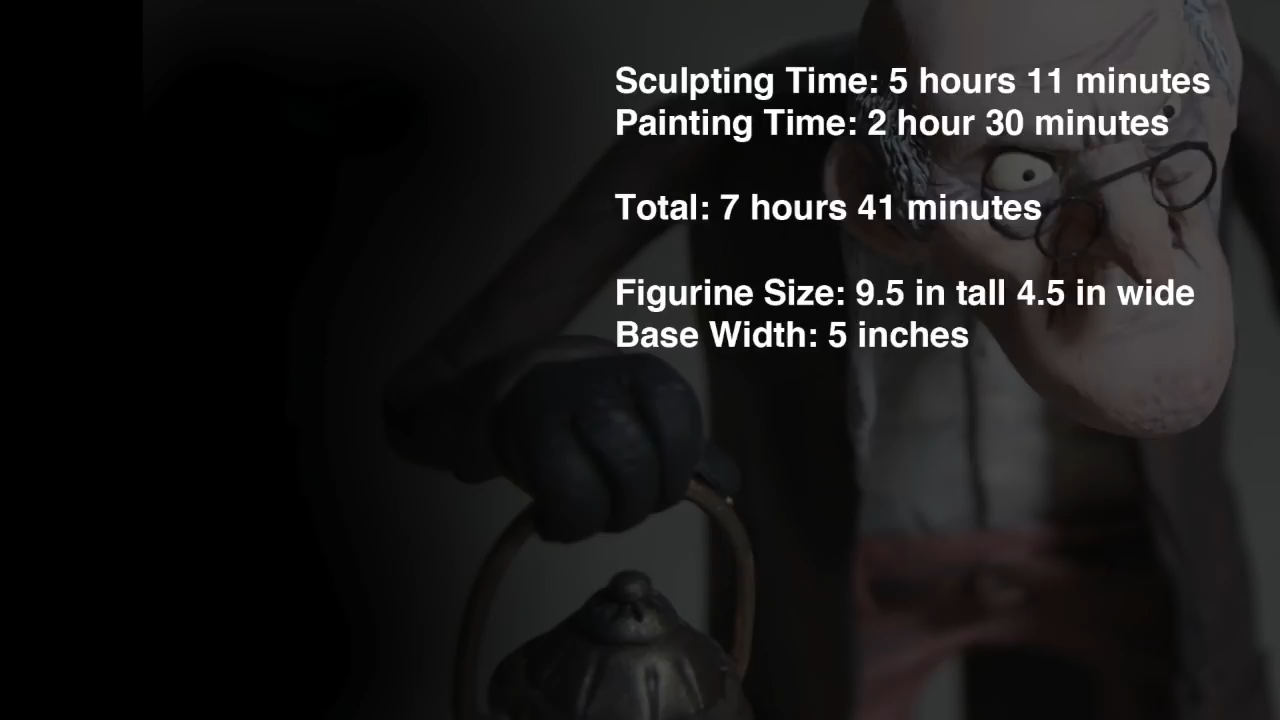 Sculpting Time: 5 hours 11 minutes
Painting Time: 2 hour 30 minutes
Total: 7 hours 41 minutes
Figurine Size: 9.5 in tall 4.5 in wide
Base Width: 5 inches